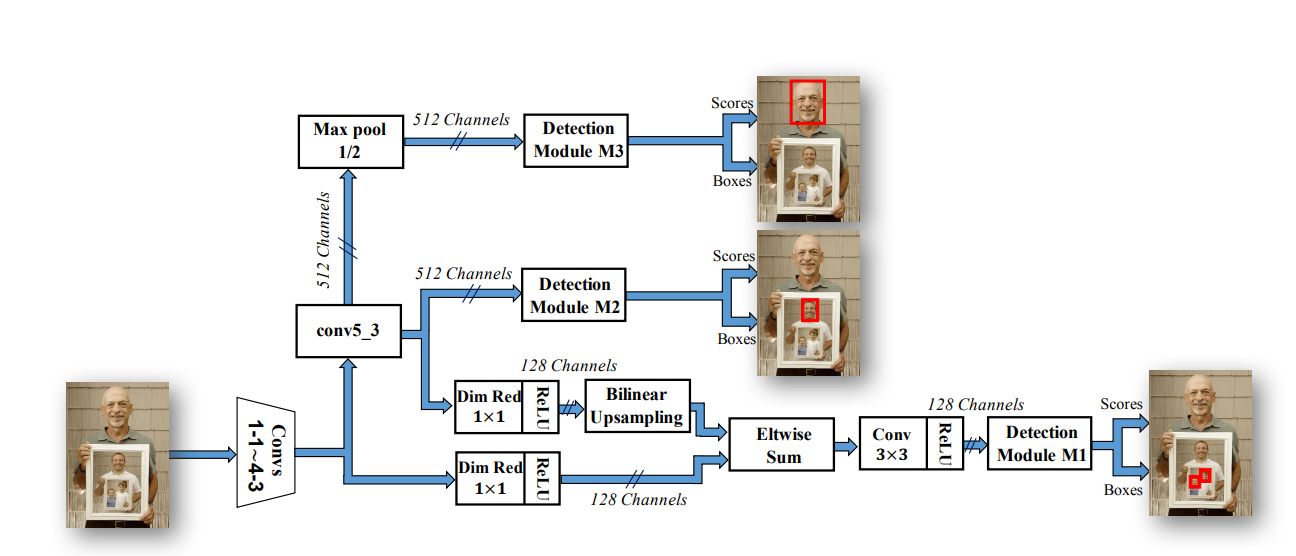 Scores
512 Channels
Max pool
1/2
Detection
Module M3
Boxes
512 Channels
Scores
512 Channels
Detection
Module M2
conv5_3
Boxes
128 Channels
Dim Red
1×1
ReLU
Bilinear
Upsampling
Convs
1-1~4-3
Dim Red
1×1
ReLU
128 Channels
Eltwise
Sum
Conv
3×3
ReLU
128 Channels
Detection
Module M1
Scores
Boxes